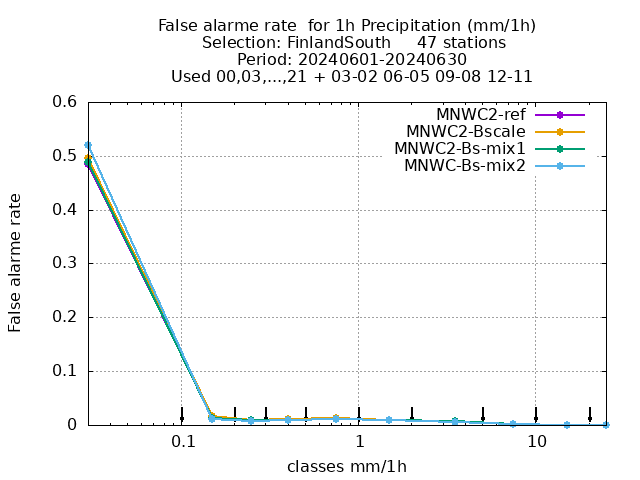 False alarme rate  for 1h Precipitation (mm/1h)
Selection: FinlandSouth     47 stations
Period: 20240601-20240630
Used 00,03,...,21 + 03-02 06-05 09-08 12-11
MNWC2-ref
MNWC2-Bscale
MNWC2-Bs-mix1
MNWC-Bs-mix2
False alarme rate
0.6
0.5
0.4
0.3
0.2
0.1
0
0.1 1 10
classes mm/1h